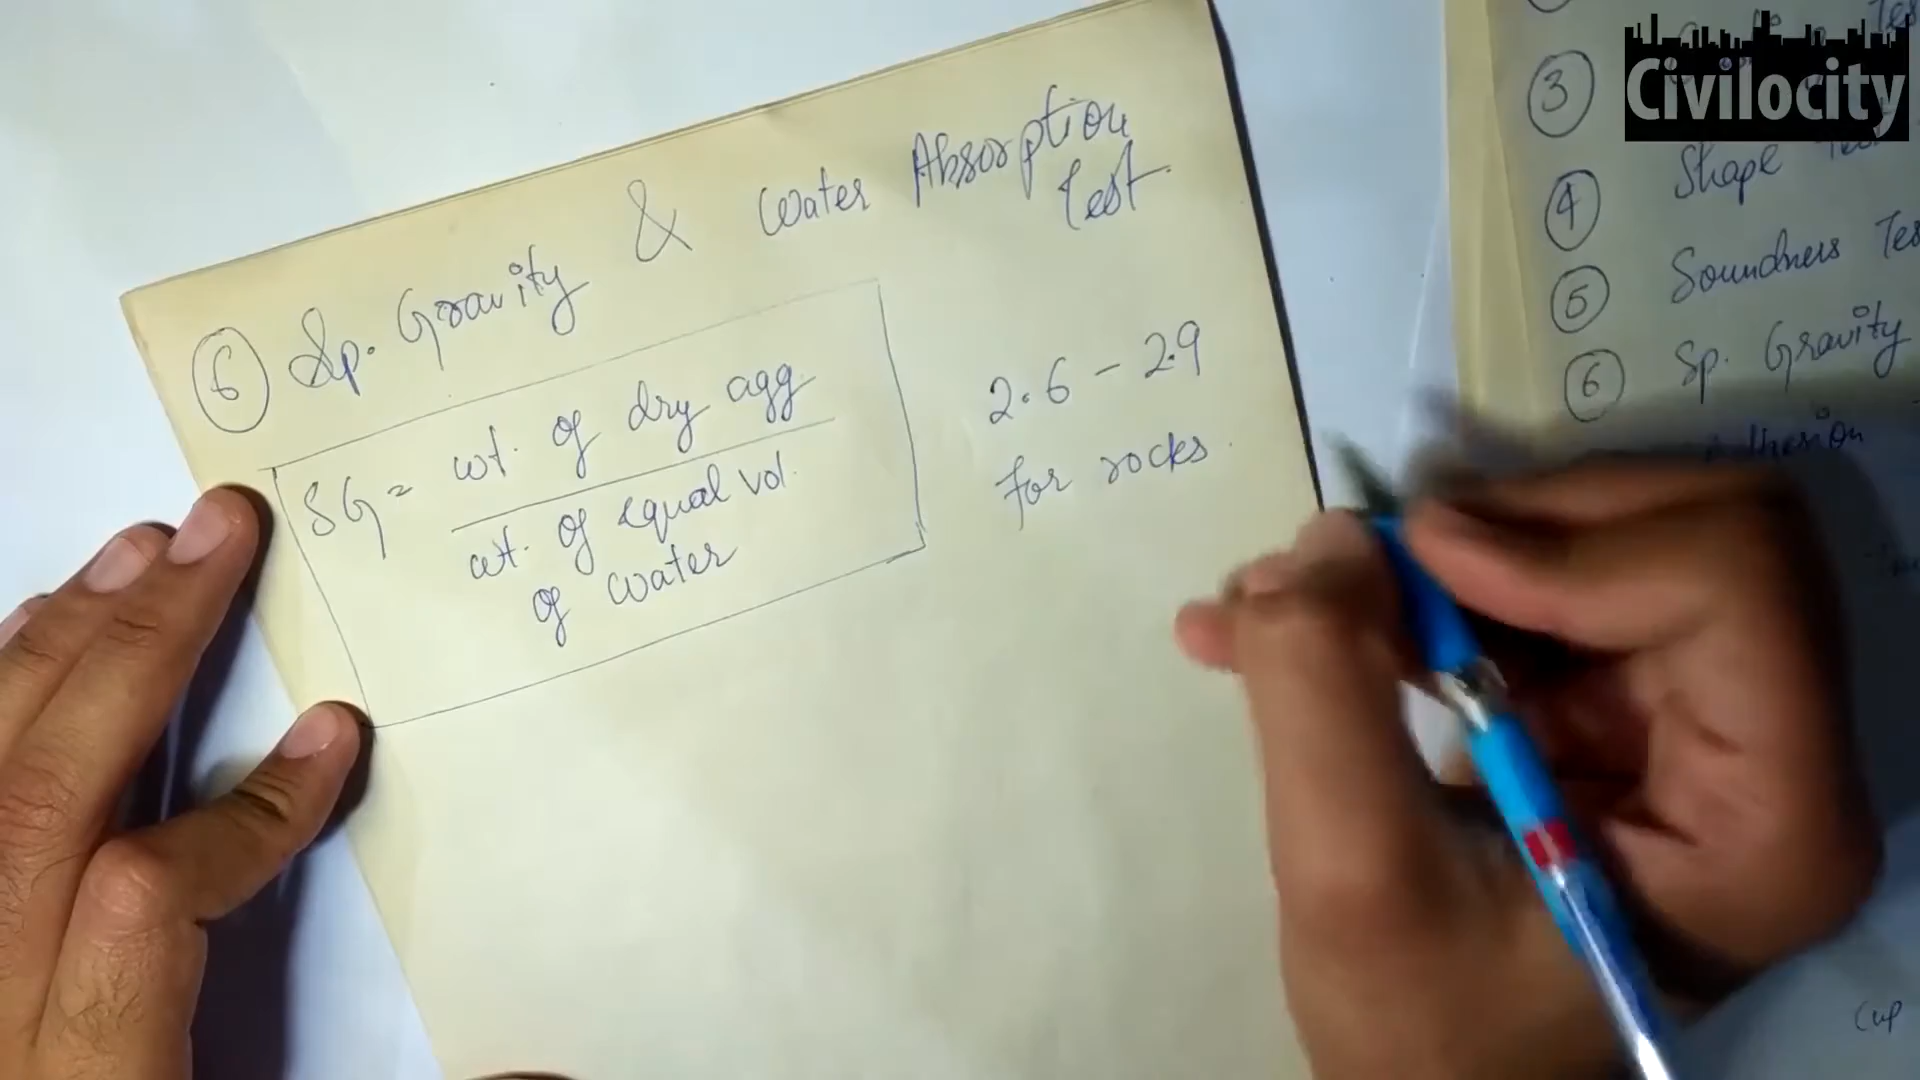 ⑥ Sp. Gravity & Water Absorption
Test
SG = wt. of dry agg
wt. of equal vol.
of water
2.6 - 2.9
for rocks.
Civilocity
③
④ Shape
⑤ Soundness
⑥ Sp. Gravity
Cup